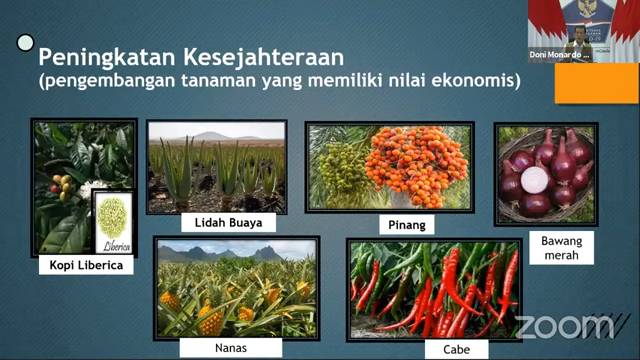 Peningkatan Kesejahteraan
(pengembangan tanaman yang memiliki nilai ekonomis)
Doni Monardo ...
Liberica
Kopi Liberica
Lidah Buaya
Pinang
Bawang
merah
Nanas
Cabe
zoom